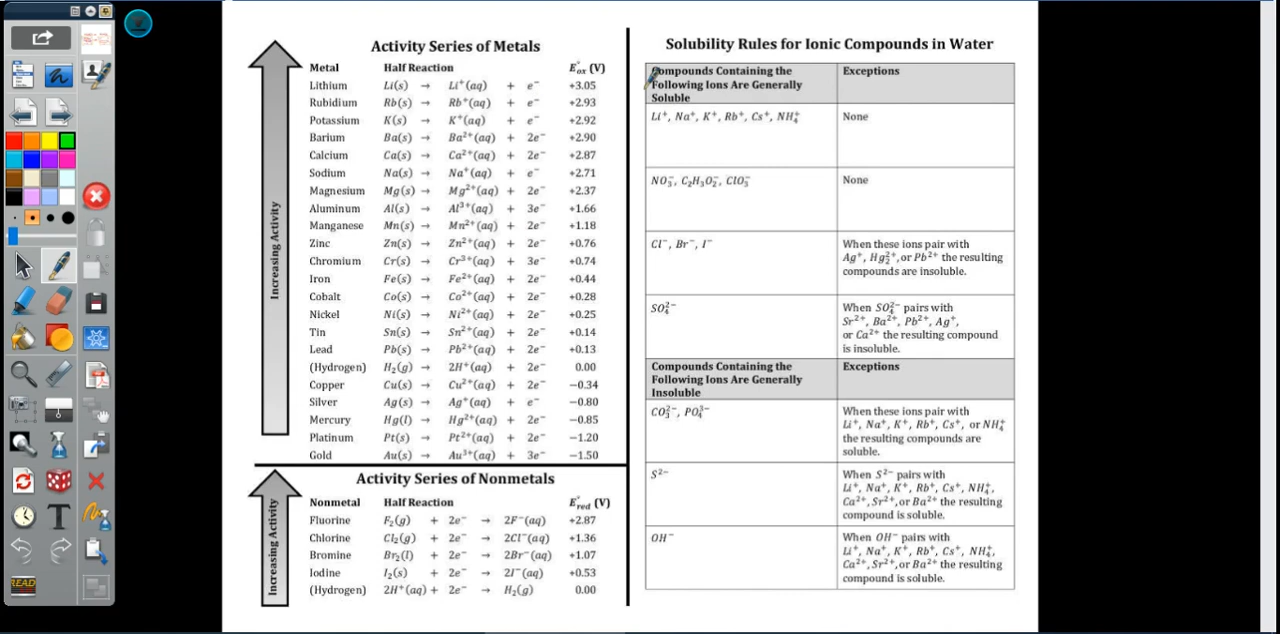 Activity Series of Metals
Metal Half Reaction E°ox (V)
Lithium Li(s) → Li⁺(aq) + e⁻ +3.05
Rubidium Rb(s) → Rb⁺(aq) + e⁻ +2.93
Potassium K(s) → K⁺(aq) + e⁻ +2.92
Barium Ba(s) → Ba²⁺(aq) + 2e⁻ +2.90
Calcium Ca(s) → Ca²⁺(aq) + 2e⁻ +2.87
Sodium Na(s) → Na⁺(aq) + e⁻ +2.71
Magnesium Mg(s) → Mg²⁺(aq) + 2e⁻ +2.37
Aluminum Al(s) → Al³⁺(aq) + 3e⁻ +1.66
Manganese Mn(s) → Mn²⁺(aq) + 2e⁻ +1.18
Zinc Zn(s) → Zn²⁺(aq) + 2e⁻ +0.76
Chromium Cr(s) → Cr³⁺(aq) + 3e⁻ +0.74
Iron Fe(s) → Fe²⁺(aq) + 2e⁻ +0.44
Cobalt Co(s) → Co²⁺(aq) + 2e⁻ +0.28
Nickel Ni(s) → Ni²⁺(aq) + 2e⁻ +0.25
Tin Sn(s) → Sn²⁺(aq) + 2e⁻ +0.14
Lead Pb(s) → Pb²⁺(aq) + 2e⁻ +0.13
(Hydrogen) H₂(g) → 2H⁺(aq) + 2e⁻ 0.00
Copper Cu(s) → Cu²⁺(aq) + 2e⁻ −0.34
Silver Ag(s) → Ag⁺(aq) + e⁻ −0.80
Mercury Hg(l) → Hg²⁺(aq) + 2e⁻ −0.85
Platinum Pt(s) → Pt²⁺(aq) + 2e⁻ −1.20
Gold Au(s) → Au³⁺(aq) + 3e⁻ −1.50
Increasing Activity
Activity Series of Nonmetals
Nonmetal Half Reaction E°red (V)
Fluorine F₂(g) + 2e⁻ → 2F⁻(aq) +2.87
Chlorine Cl₂(g) + 2e⁻ → 2Cl⁻(aq) +1.36
Bromine Br₂(l) + 2e⁻ → 2Br⁻(aq) +1.07
Iodine I₂(s) + 2e⁻ → 2I⁻(aq) +0.53
(Hydrogen) 2H⁺(aq) + 2e⁻ → H₂(g) 0.00
Increasing Activity
Solubility Rules for Ionic Compounds in Water
Compounds Containing the
Following Ions Are Generally
Soluble
Exceptions
Li⁺, Na⁺, K⁺, Rb⁺, Cs⁺, NH₄⁺
None
NO₃⁻, C₂H₃O₂⁻, ClO₃⁻
None
Cl⁻, Br⁻, I⁻
When these ions pair with
Ag⁺, Hg₂²⁺, or Pb²⁺ the resulting
compounds are insoluble.
SO₄²⁻
When SO₄²⁻ pairs with
Sr²⁺, Ba²⁺, Pb²⁺, Ag⁺,
or Ca²⁺ the resulting compound
is insoluble.
Compounds Containing the
Following Ions Are Generally
Insoluble
Exceptions
CO₃²⁻, PO₄³⁻
When these ions pair with
Li⁺, Na⁺, K⁺, Rb⁺, Cs⁺, or NH₄⁺
the resulting compounds are
soluble.
S²⁻
When S²⁻ pairs with
Li⁺, Na⁺, K⁺, Rb⁺, Cs⁺, NH₄⁺,
Ca²⁺, Sr²⁺, or Ba²⁺ the resulting
compound is soluble.
OH⁻
When OH⁻ pairs with
Li⁺, Na⁺, K⁺, Rb⁺, Cs⁺, NH₄⁺,
Ca²⁺, Sr²⁺, or Ba²⁺ the resulting
compound is soluble.
READ